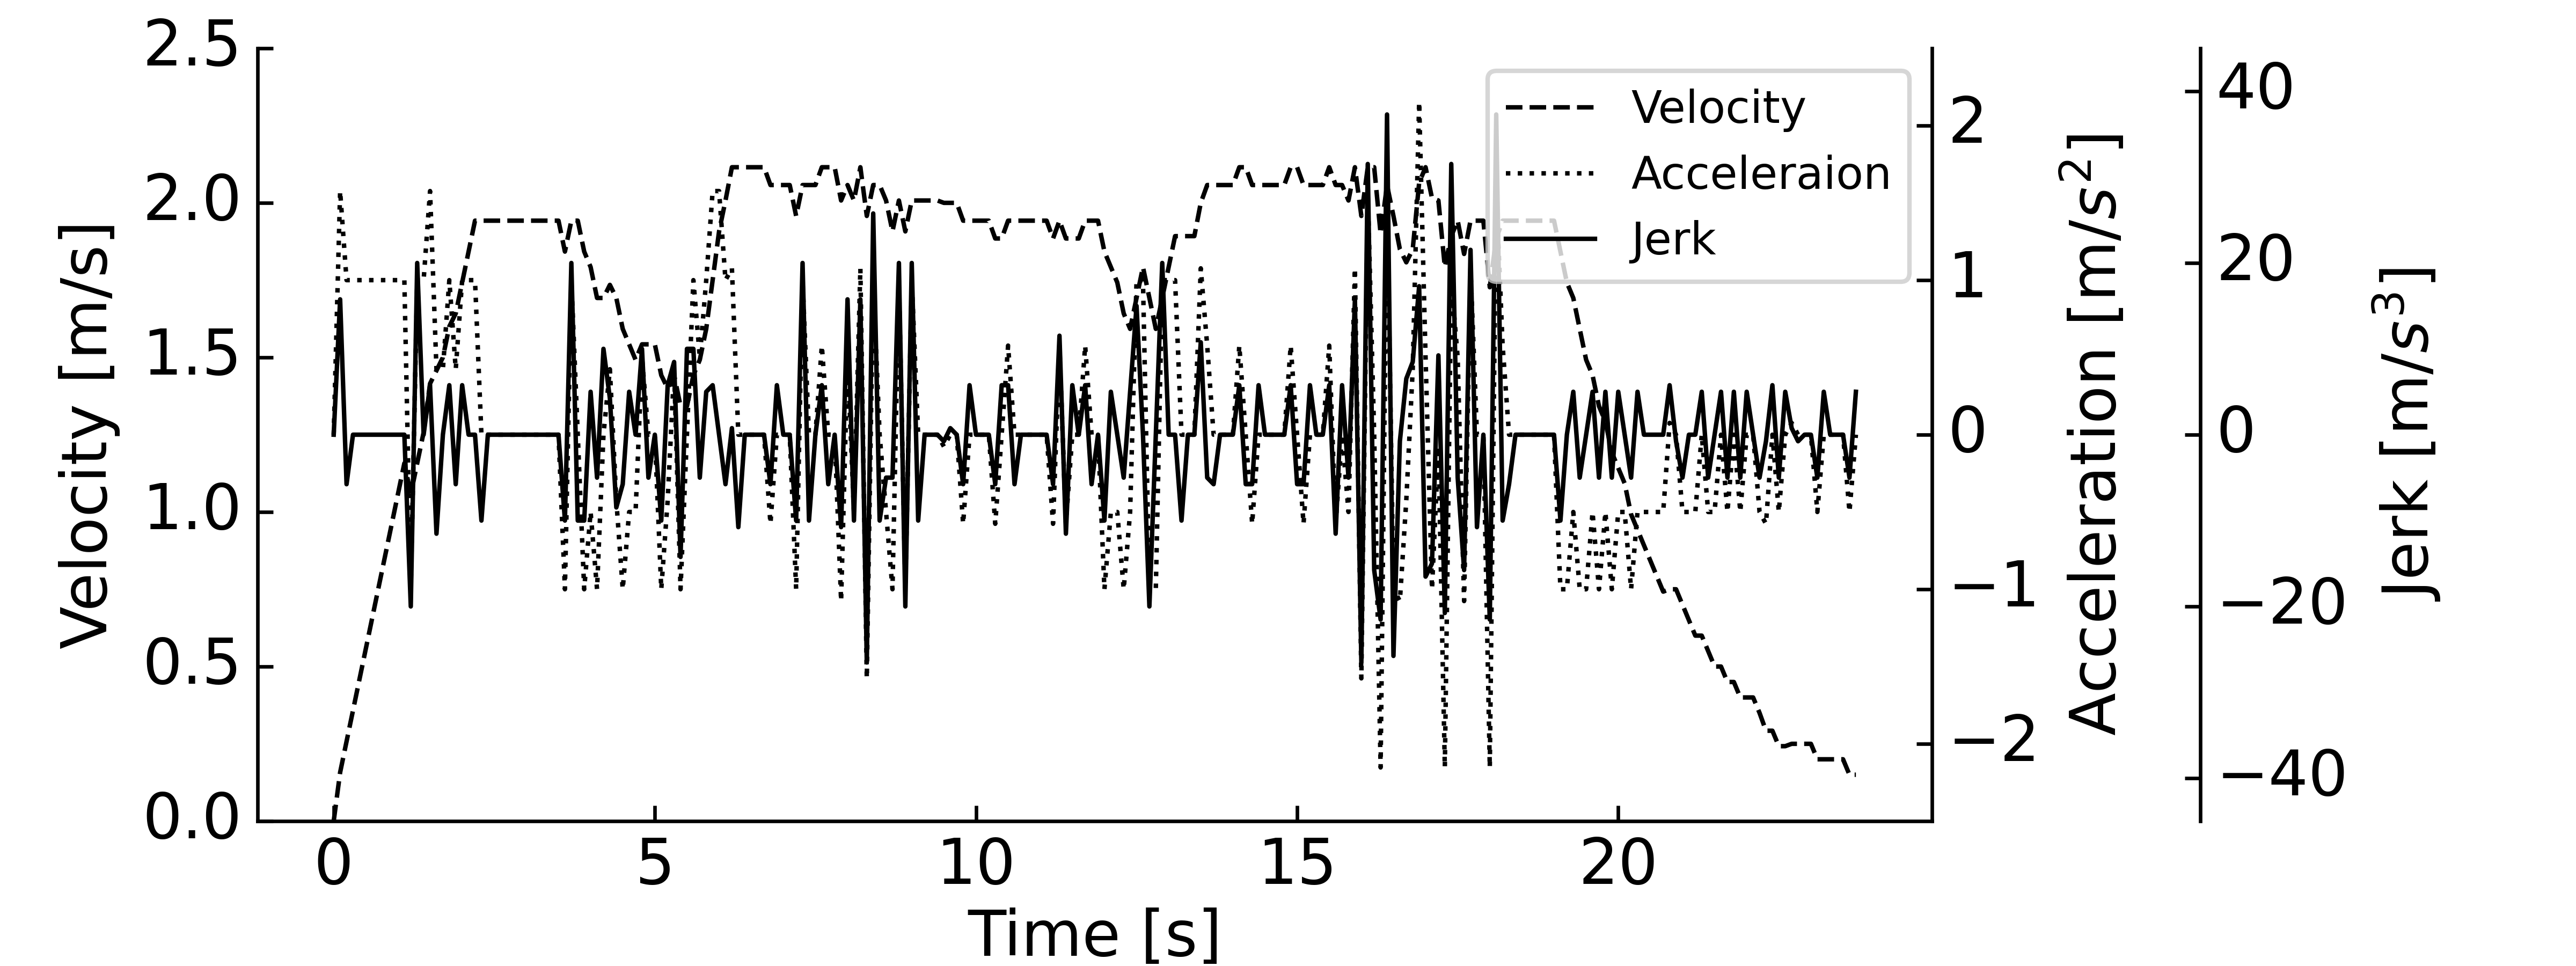 Velocity [m/s]
2.5
2.0
1.5
1.0
0.5
0.0
0 5 10 15 20
Time [s]
Velocity
Acceleraion
Jerk
2
1
0
−1
−2
Acceleration [m/s²]
40
20
0
−20
−40
Jerk [m/s³]